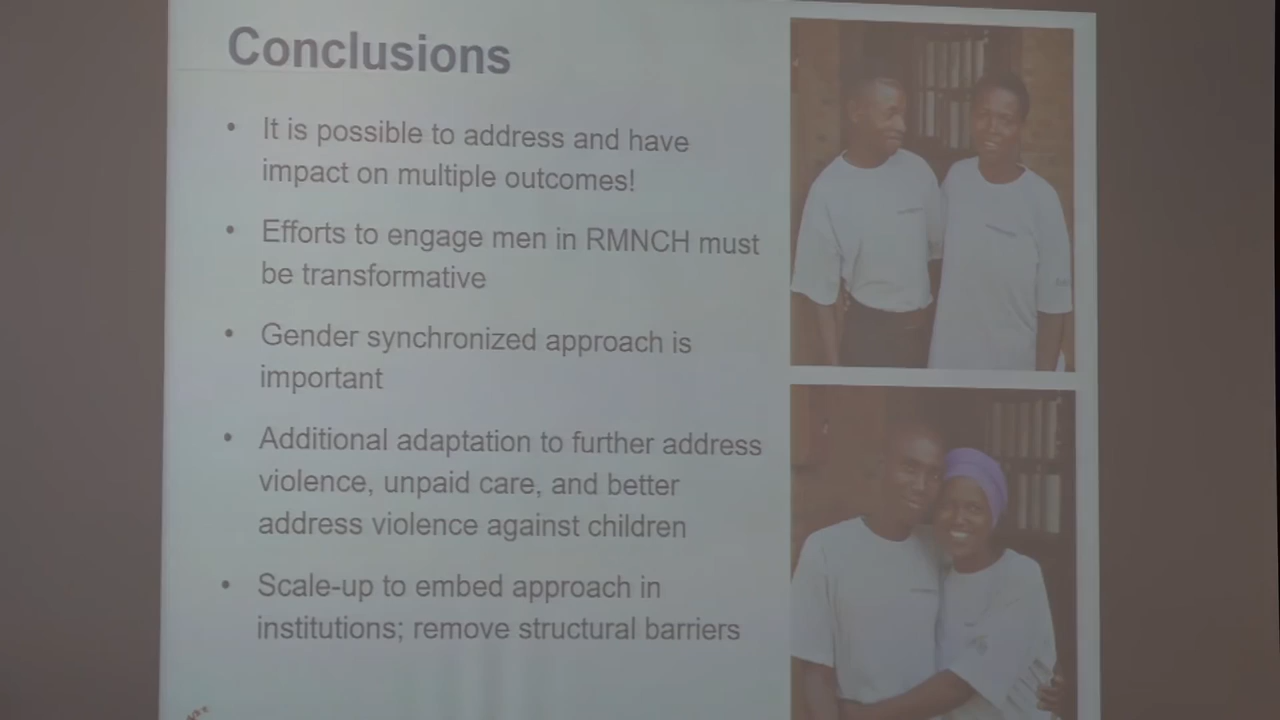 Conclusions
• It is possible to address and have
impact on multiple outcomes!
• Efforts to engage men in RMNCH must
be transformative
• Gender synchronized approach is
important
• Additional adaptation to further address
violence, unpaid care, and better
address violence against children
• Scale-up to embed approach in
institutions; remove structural barriers